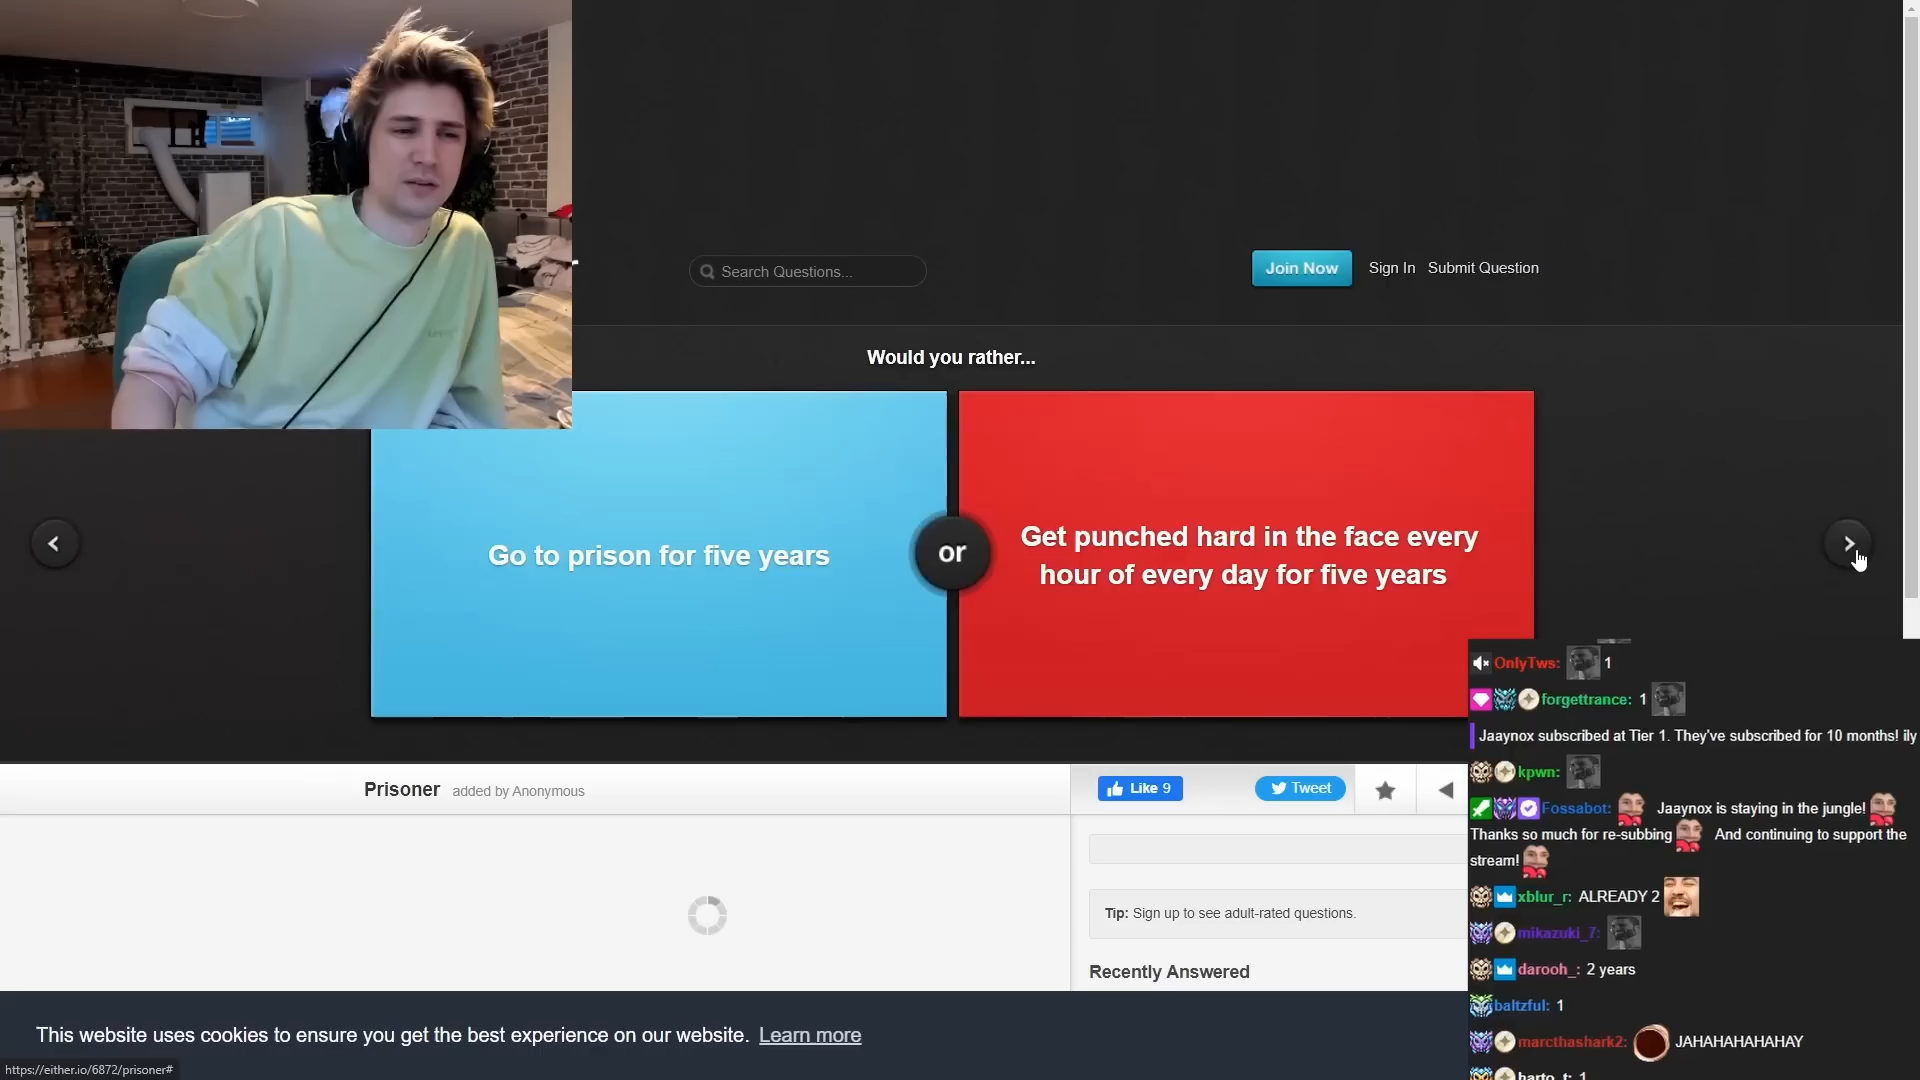 Search Questions...
Join Now
Sign In
Submit Question
Would you rather...
Go to prison for five years
or
Get punched hard in the face every
hour of every day for five years
Prisoner added by Anonymous
Like 9
Tweet
Tip: Sign up to see adult-rated questions.
Recently Answered
This website uses cookies to ensure you get the best experience on our website. Learn more
https://either.io/6872/prisoner#
OnlyTws: 1
forgettrance: 1
Jaaynox subscribed at Tier 1. They've subscribed for 10 months! ily
kpwn:
Fossabot: Jaaynox is staying in the jungle!
Thanks so much for re-subbing And continuing to support the
stream!
xblur_r: ALREADY 2
mikazuki_7:
darooh_: 2 years
baltzful: 1
marcthashark2: JAHAHAHAHAHAY
harto_t: 1